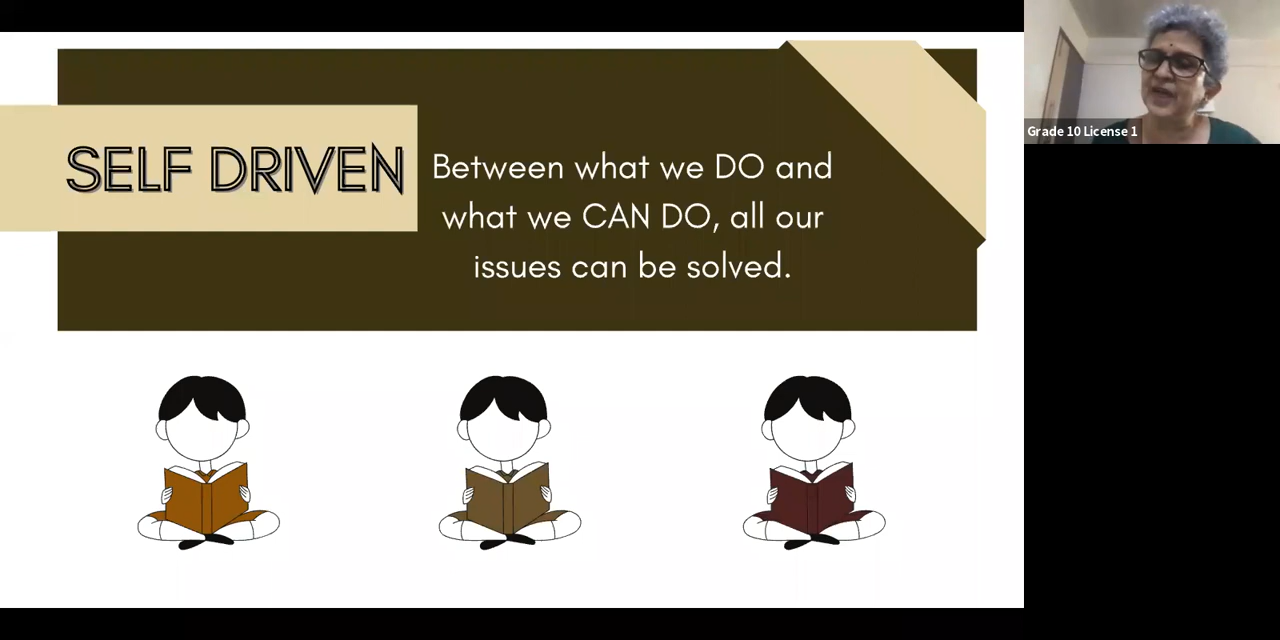 SELF DRIVEN
Between what we DO and
what we CAN DO, all our
issues can be solved.
Grade 10 License 1